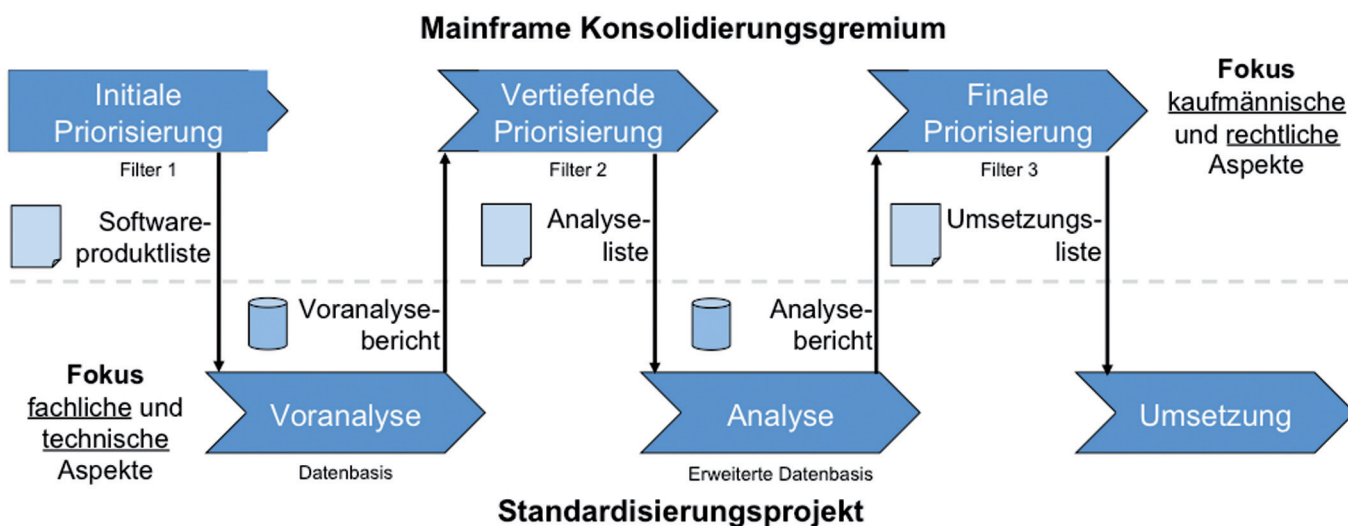 Mainframe Konsolidierungsgremium
Initiale
Priorisierung
Filter 1
Vertiefende
Priorisierung
Filter 2
Finale
Priorisierung
Filter 3
Fokus
kaufmännische
und rechtliche
Aspekte
Software-
produktliste
Analyse-
liste
Umsetzungs-
liste
Voranalyse-
bericht
Analyse-
bericht
Fokus
fachliche und
technische
Aspekte
Voranalyse
Datenbasis
Analyse
Erweiterte Datenbasis
Umsetzung
Standardisierungsprojekt